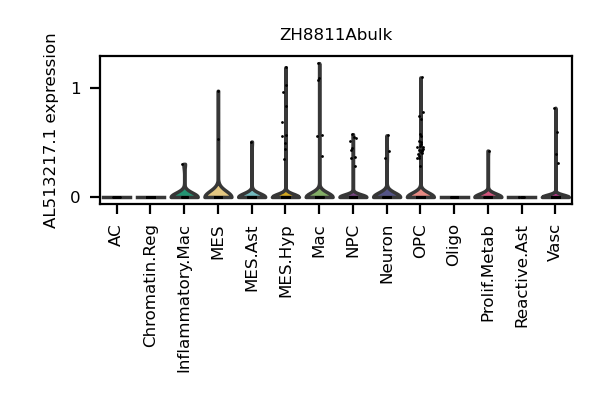 ZH8811Abulk
AL513217.1 expression
1
0
AC
Chromatin.Reg
Inflammatory.Mac
MES
MES.Ast
MES.Hyp
Mac
NPC
Neuron
OPC
Oligo
Prolif.Metab
Reactive.Ast
Vasc